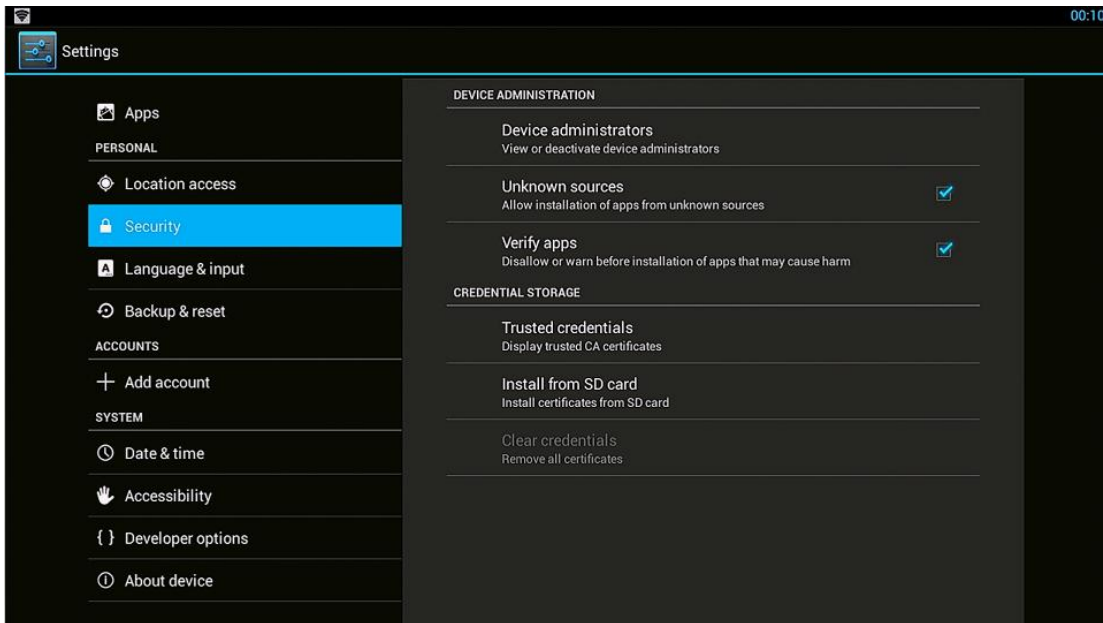 00:10
Settings
Apps
PERSONAL
Location access
Security
Language & input
Backup & reset
ACCOUNTS
Add account
SYSTEM
Date & time
Accessibility
Developer options
About device
DEVICE ADMINISTRATION
Device administrators
View or deactivate device administrators
Unknown sources
Allow installation of apps from unknown sources
Verify apps
Disallow or warn before installation of apps that may cause harm
CREDENTIAL STORAGE
Trusted credentials
Display trusted CA certificates
Install from SD card
Install certificates from SD card
Clear credentials
Remove all certificates